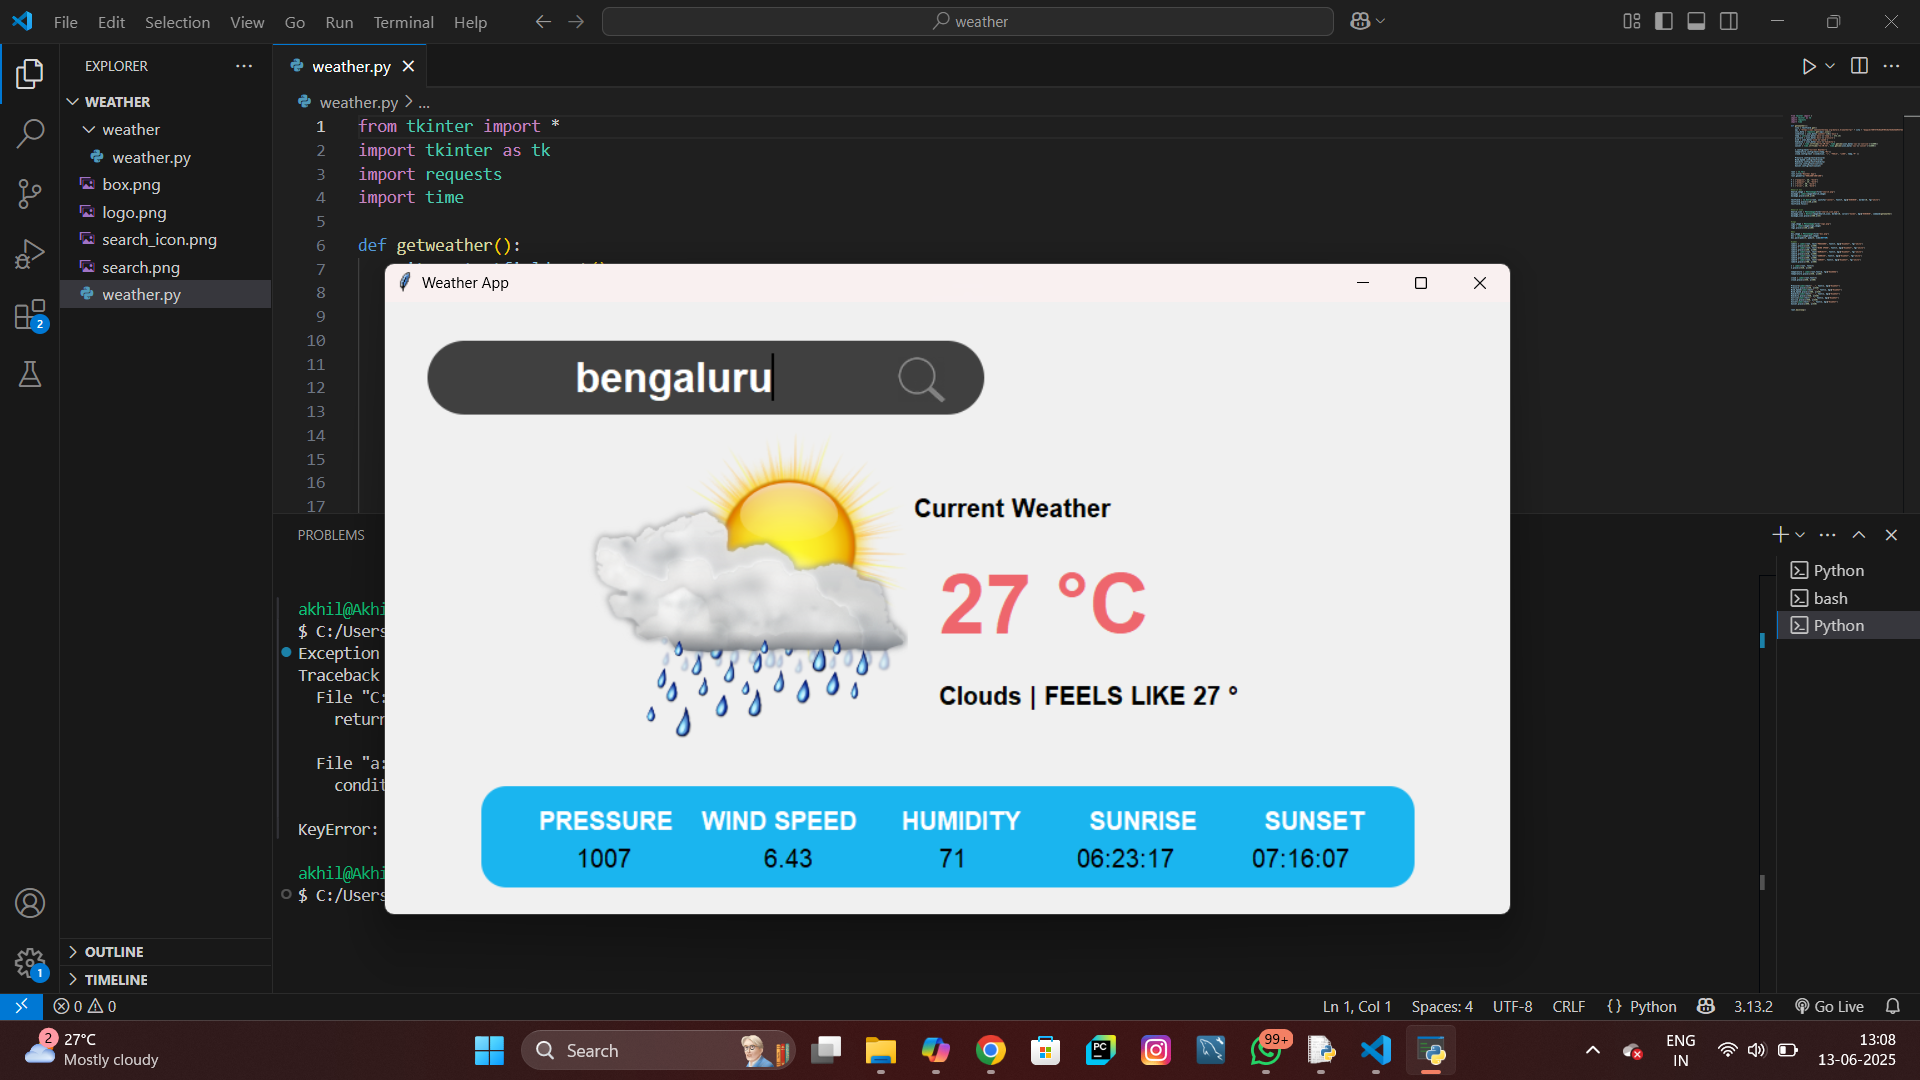 File Edit Selection View Go Run Terminal Help
weather
EXPLORER
WEATHER
weather
weather.py
box.png
logo.png
search_icon.png
search.png
weather.py
OUTLINE
TIMELINE
weather.py
weather.py > ...
1 from tkinter import *
2 import tkinter as tk
3 import requests
4 import time
5
6 def getweather():
7
8
9
10
11
12
13
14
15
16
17
Weather App
bengaluru
Current Weather
27 °C
Clouds | FEELS LIKE 27 °
PRESSURE WIND SPEED HUMIDITY SUNRISE SUNSET
1007 6.43 71 06:23:17 07:16:07
PROBLEMS
akhil@Akhi
$ C:/Users
Exception
Traceback
File "C:
return
File "a:
condit
KeyError:
akhil@Akhi
$ C:/Users
Python
bash
Python
2
1
0 0
Ln 1, Col 1 Spaces: 4 UTF-8 CRLF {} Python 3.13.2 Go Live
2
27°C
Mostly cloudy
Search
PC
99+
ENG
IN
13:08
13-06-2025